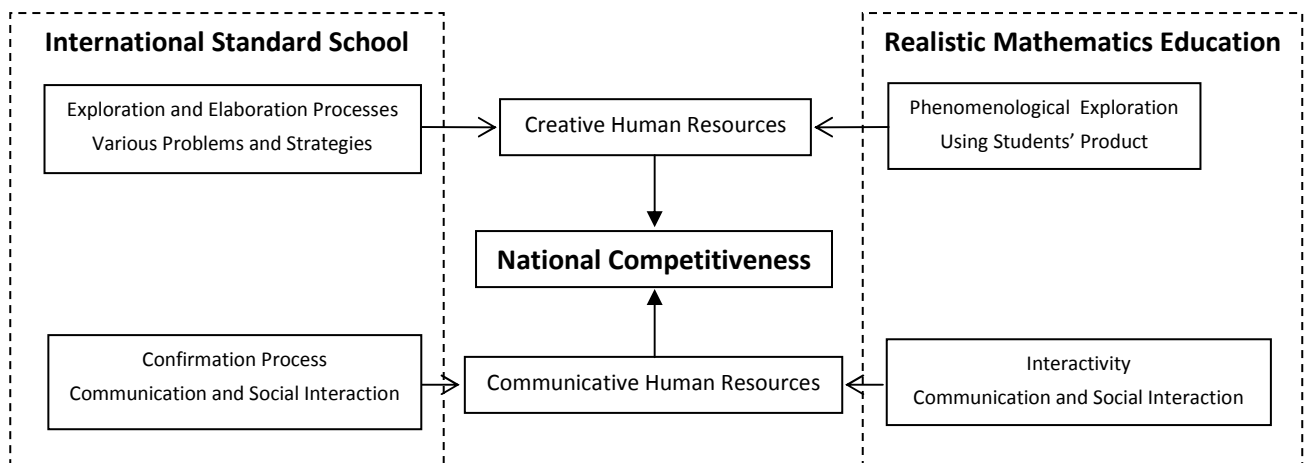 International Standard School
Exploration and Elaboration Processes
Various Problems and Strategies
Confirmation Process
Communication and Social Interaction
Creative Human Resources
National Competitiveness
Communicative Human Resources
Realistic Mathematics Education
Phenomenological Exploration
Using Students’ Product
Interactivity
Communication and Social Interaction